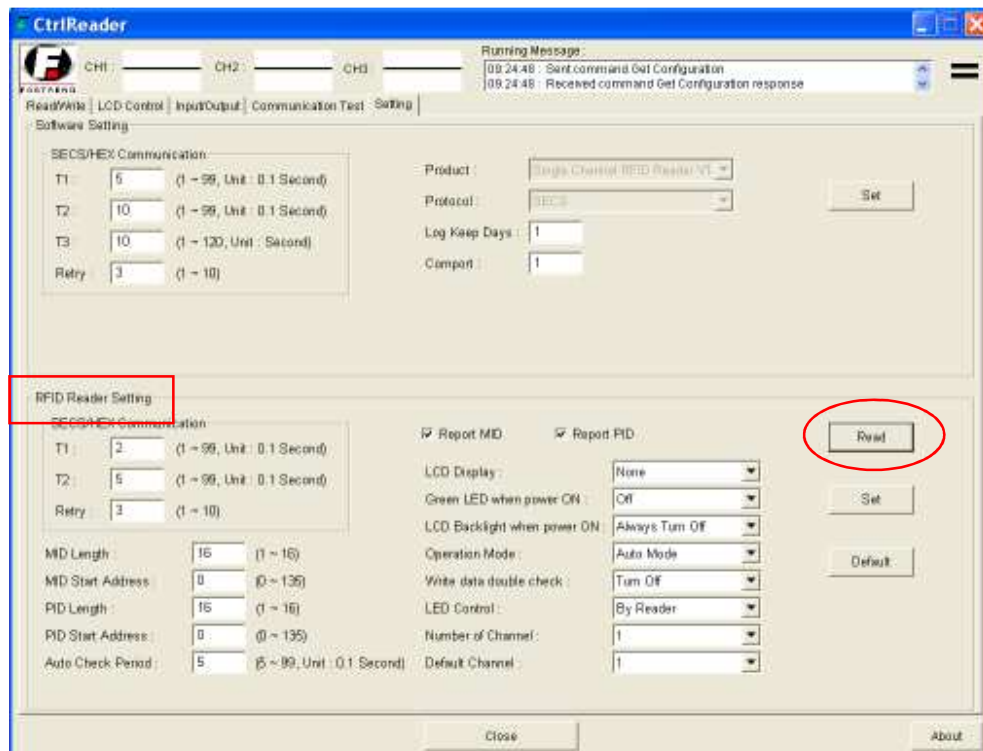 CtrlReader
CH1 :
CH2 :
CH3
Running Message :
09:24:48 : Sent command Get Configuration
09:24:48 : Received command Get Configuration response
Read/Write LCD Control Input/Output Communication Test Setting
Software Setting
SECS/HEX Communication
T1 : 5 (1 ~ 99, Unit : 0.1 Second)
T2 : 10 (1 ~ 99, Unit : 0.1 Second)
T3 10 (1 ~ 120, Unit : Second)
Retry 3 (1 ~ 10)
Product : Single Channel RFID Reader V1
Protocol : SECS
Log Keep Days : 1
Comport : 1
Set
RFID Reader Setting
SECS/HEX Communication
T1 : 2 (1 ~ 99, Unit : 0.1 Second)
T2 : 5 (1 ~ 99, Unit : 0.1 Second)
Retry 3 (1 ~ 10)
MID Length : 16 (1 ~ 16)
MID Start Address : 0 (0 ~ 135)
PID Length : 16 (1 ~ 16)
PID Start Address : 0 (0 ~ 135)
Auto Check Period : 5 (5 ~ 99, Unit : 0.1 Second)
Report MID Report PID
LCD Display : None
Green LED when power ON : Off
LCD Backlight when power ON : Always Turn Off
Operation Mode : Auto Mode
Write data double check : Turn Off
LED Control : By Reader
Number of Channel : 1
Default Channel : 1
Read
Set
Default
Close
About